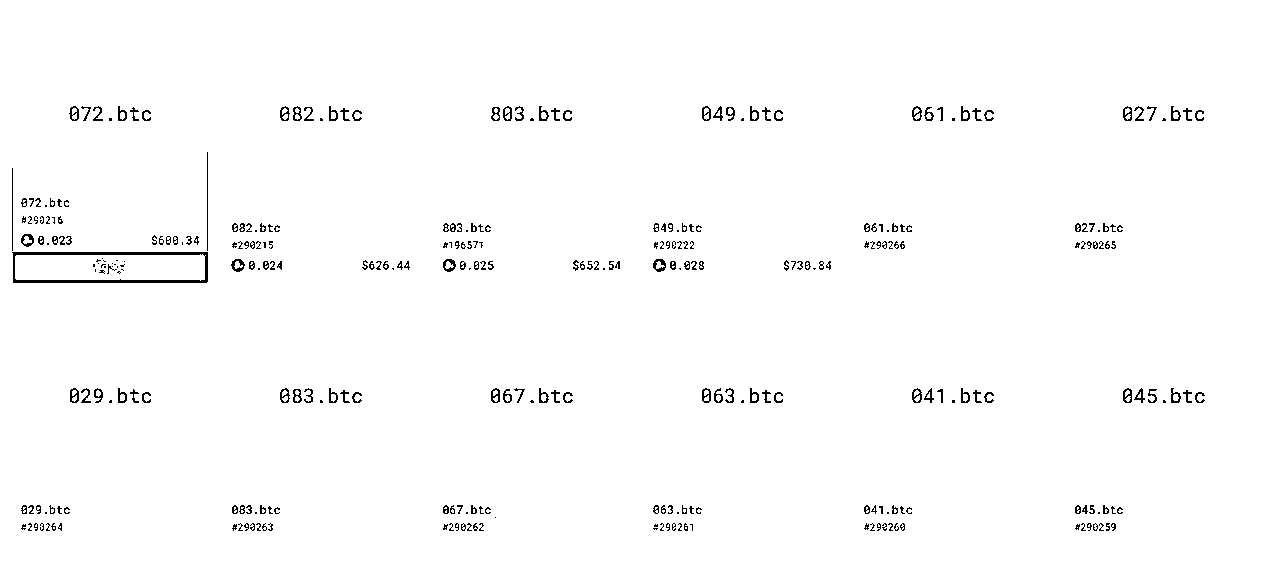 072.btc
082.btc
803.btc
049.btc
061.btc
027.btc
072.btc
#290216
0.023 $600.34
082.btc
#290215
0.024 $626.44
803.btc
#196577
0.025 $652.54
049.btc
#290222
0.028 $730.84
061.btc
#290266
027.btc
#290265
029.btc
083.btc
067.btc
063.btc
041.btc
045.btc
029.btc
#290264
083.btc
#290263
067.btc
#290262
063.btc
#290261
041.btc
#290260
045.btc
#290259